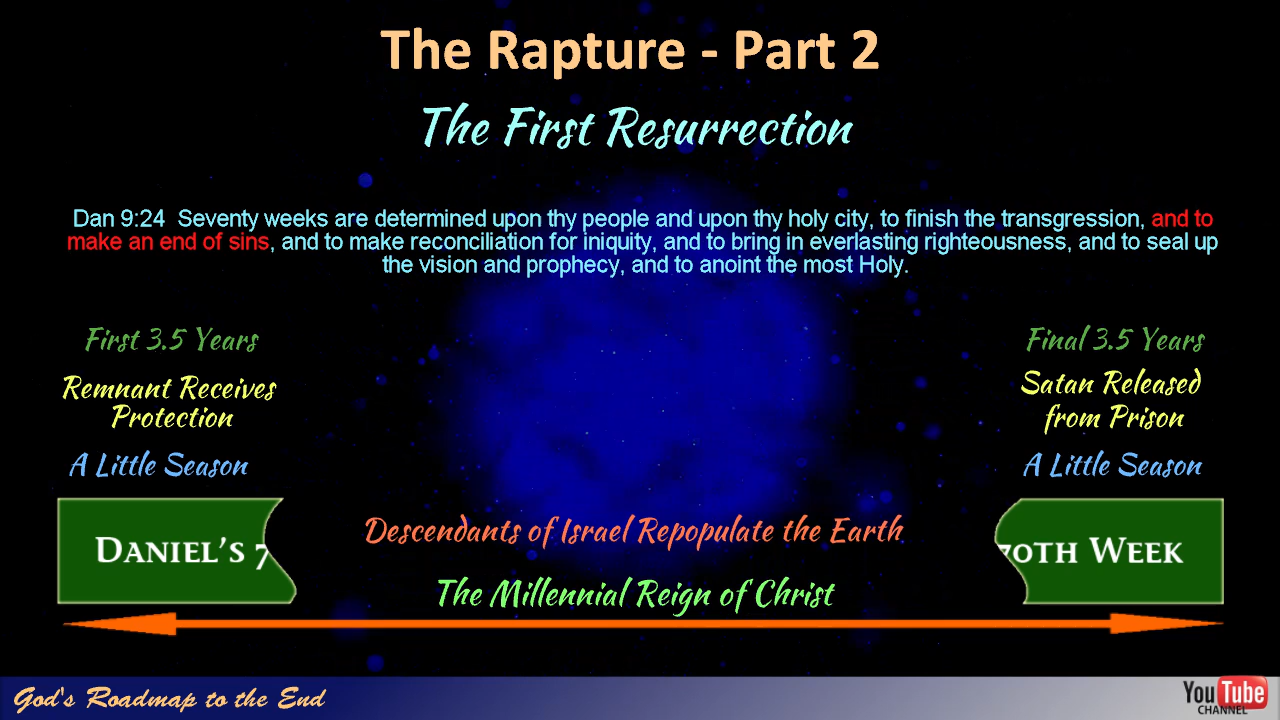 The Rapture - Part 2
The First Resurrection
Dan 9:24  Seventy weeks are determined upon thy people and upon thy holy city, to finish the transgression, and to
make an end of sins, and to make reconciliation for iniquity, and to bring in everlasting righteousness, and to seal up
the vision and prophecy, and to anoint the most Holy.
First 3.5 Years
Remnant Receives
Protection
A Little Season
Final 3.5 Years
Satan Released
from Prison
A Little Season
Daniel's 7
70th Week
Descendants of Israel Repopulate the Earth
The Millennial Reign of Christ
God's Roadmap to the End
YouTube
CHANNEL